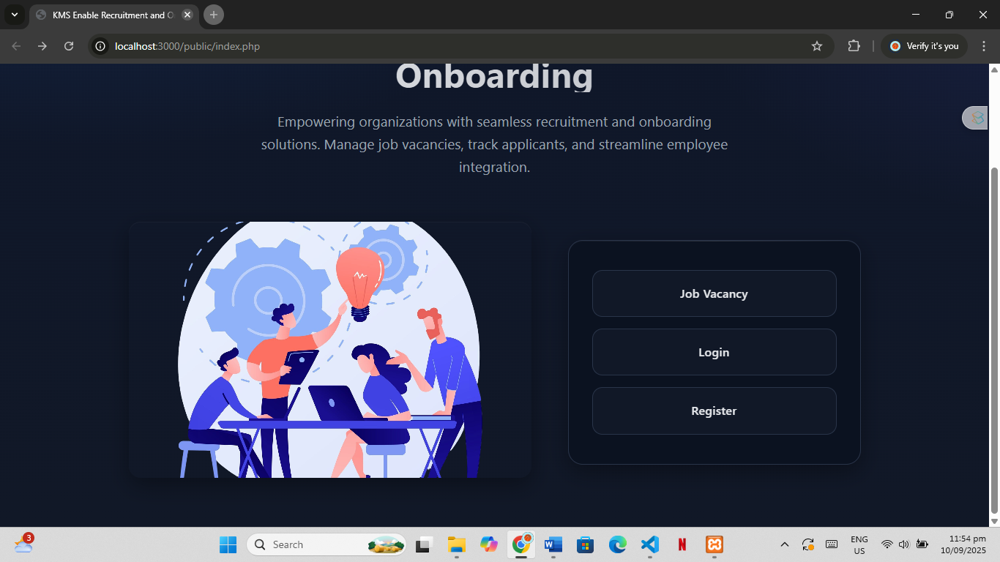 KMS Enable Recruitment and O
localhost:3000/public/index.php
Verify it's you
Onboarding
Empowering organizations with seamless recruitment and onboarding
solutions. Manage job vacancies, track applicants, and streamline employee
integration.
Job Vacancy
Login
Register
3
Search
W
N
ENG
US
11:54 pm
10/09/2025